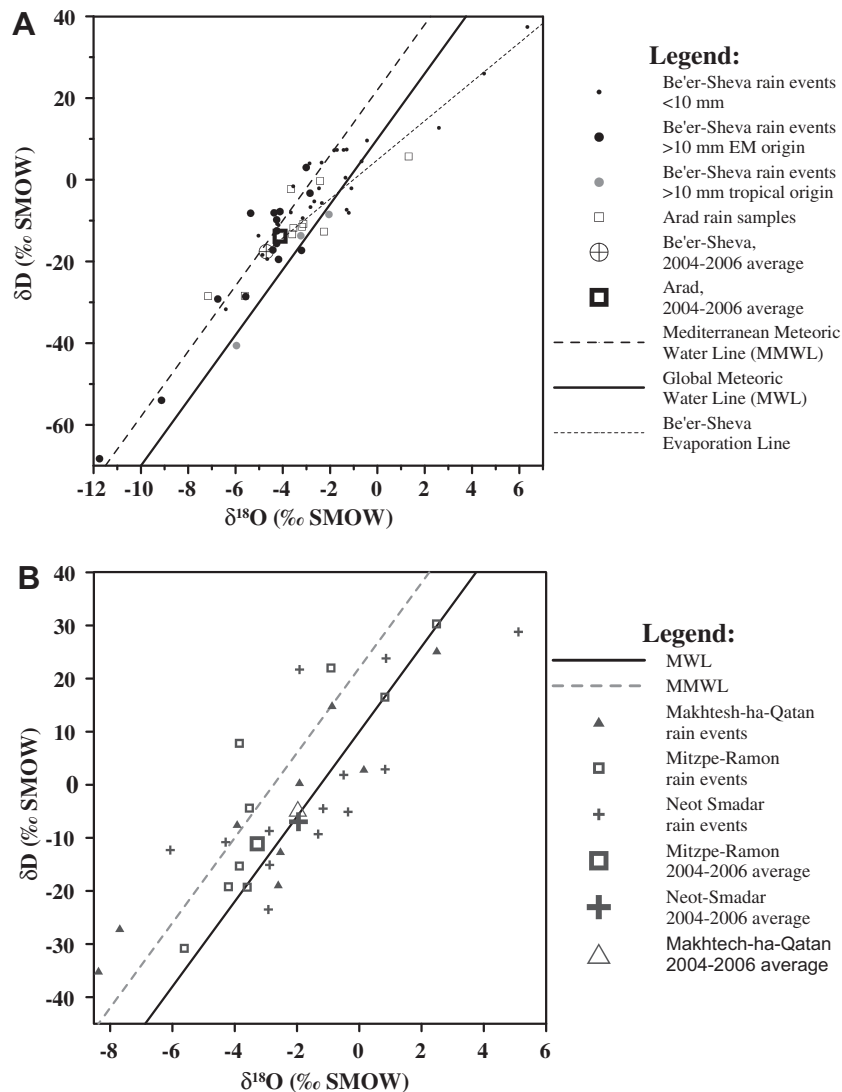 A
40
20
0
-20
-40
-60
δD (‰ SMOW)
-12 -10 -8 -6 -4 -2 0 2 4 6
δ18O (‰ SMOW)
Legend:
Be'er-Sheva rain events
<10 mm
Be'er-Sheva rain events
>10 mm EM origin
Be'er-Sheva rain events
>10 mm tropical origin
Arad rain samples
Be'er-Sheva,
2004-2006 average
Arad,
2004-2006 average
Mediterranean Meteoric
Water Line (MMWL)
Global Meteoric
Water Line (MWL)
Be'er-Sheva
Evaporation Line
B
40
30
20
10
0
-10
-20
-30
-40
δD (‰ SMOW)
-8 -6 -4 -2 0 2 4 6
δ18O (‰ SMOW)
Legend:
MWL
MMWL
Makhtesh-ha-Qatan
rain events
Mitzpe-Ramon
rain events
Neot Smadar
rain events
Mitzpe-Ramon
2004-2006 average
Neot-Smadar
2004-2006 average
Makhtech-ha-Qatan
2004-2006 average